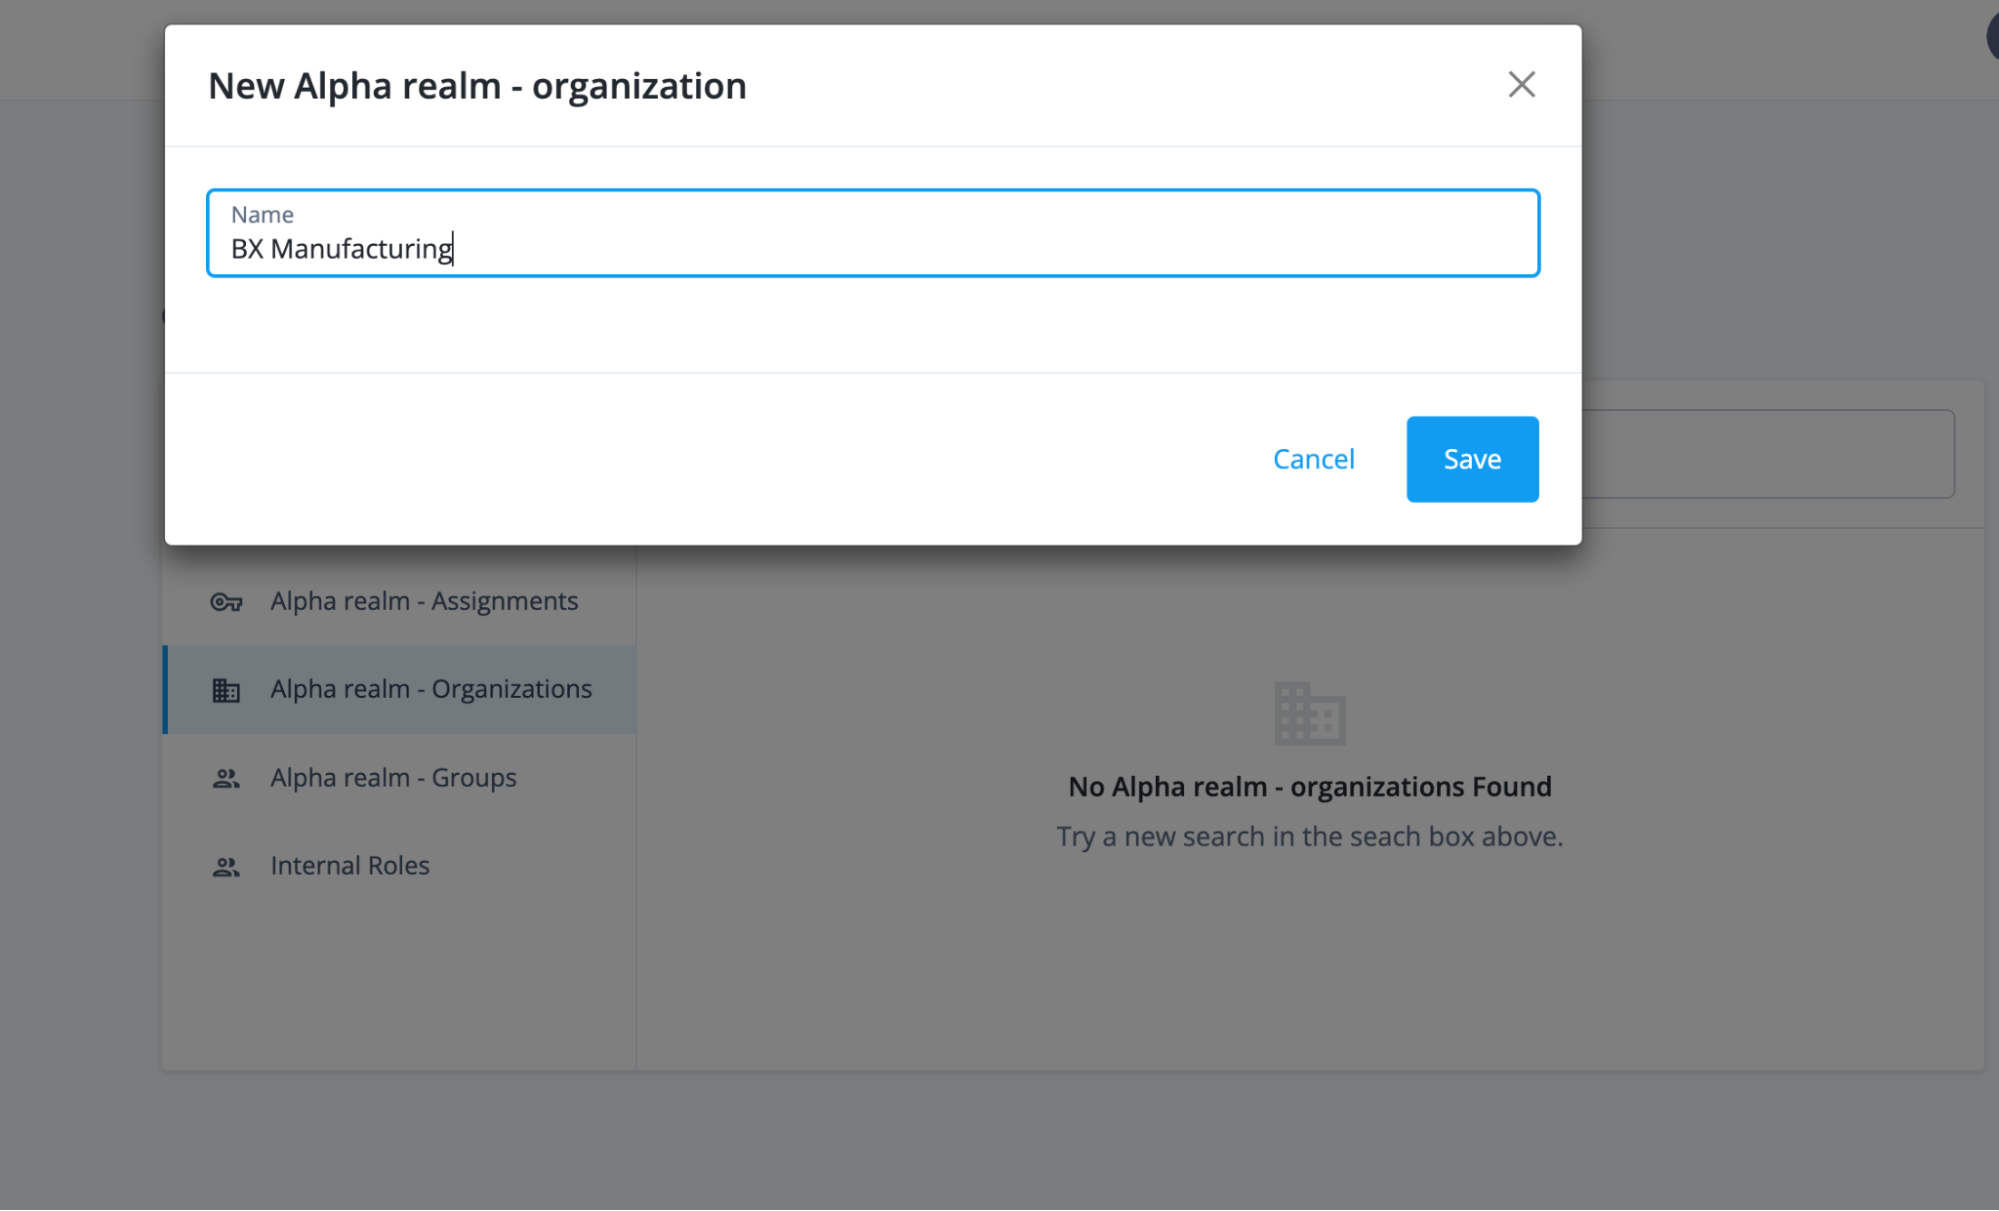 New Alpha realm - organization
Name
BX Manufacturing
Cancel
Save
Alpha realm - Assignments
Alpha realm - Organizations
Alpha realm - Groups
Internal Roles
No Alpha realm - organizations Found
Try a new search in the seach box above.